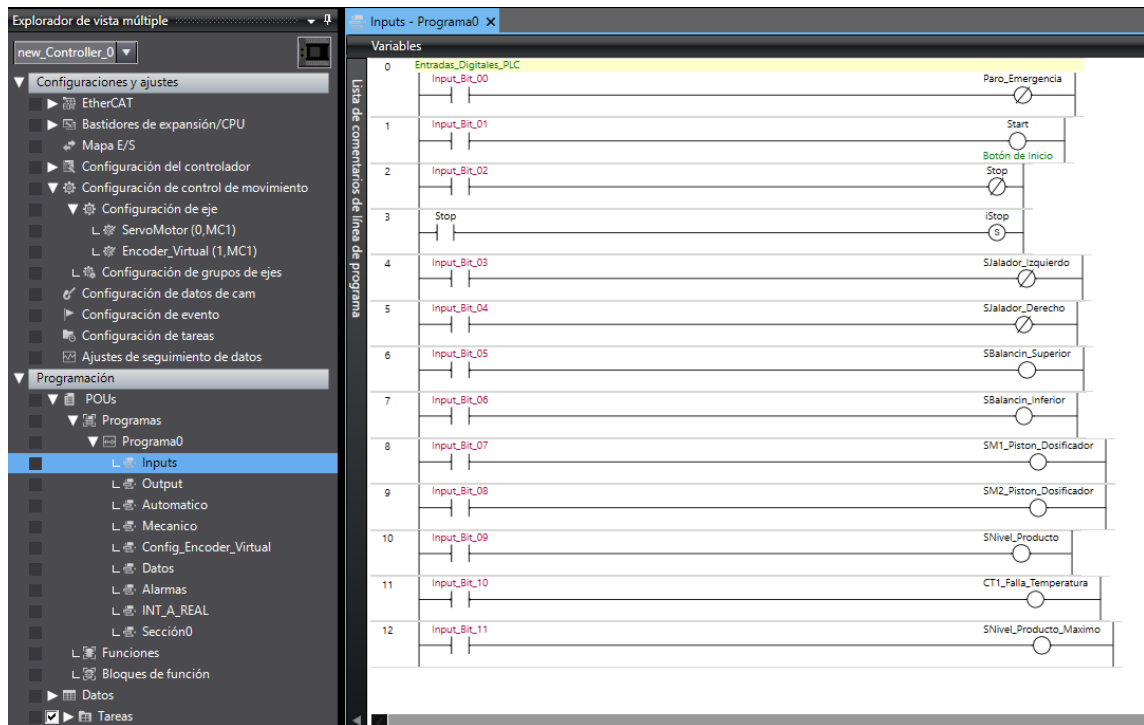 Explorador de vista múltiple
new_Controller_0
Configuraciones y ajustes
EtherCAT
Bastidores de expansión/CPU
Mapa E/S
Configuración del controlador
Configuración de control de movimiento
Configuración de eje
ServoMotor (0,MC1)
Encoder_Virtual (1,MC1)
Configuración de grupos de ejes
Configuración de datos de cam
Configuración de evento
Configuración de tareas
Ajustes de seguimiento de datos
Programación
POUs
Programas
Programa0
Inputs
Output
Automatico
Mecanico
Config_Encoder_Virtual
Datos
Alarmas
INT_A_REAL
Sección0
Funciones
Bloques de función
Datos
Tareas
Inputs - Programa0 X
Variables
Lista de comentarios de línea de programa
0 Entradas_Digitales_PLC
Input_Bit_00 Paro_Emergencia
1 Input_Bit_01 Start
Botón de Inicio
2 Input_Bit_02 Stop
3 Stop iStop
S
4 Input_Bit_03 SJalador_Izquierdo
5 Input_Bit_04 SJalador_Derecho
6 Input_Bit_05 SBalancin_Superior
7 Input_Bit_06 SBalancin_Inferior
8 Input_Bit_07 SM1_Piston_Dosificador
9 Input_Bit_08 SM2_Piston_Dosificador
10 Input_Bit_09 SNivel_Producto
11 Input_Bit_10 CT1_Falla_Temperatura
12 Input_Bit_11 SNivel_Producto_Maximo